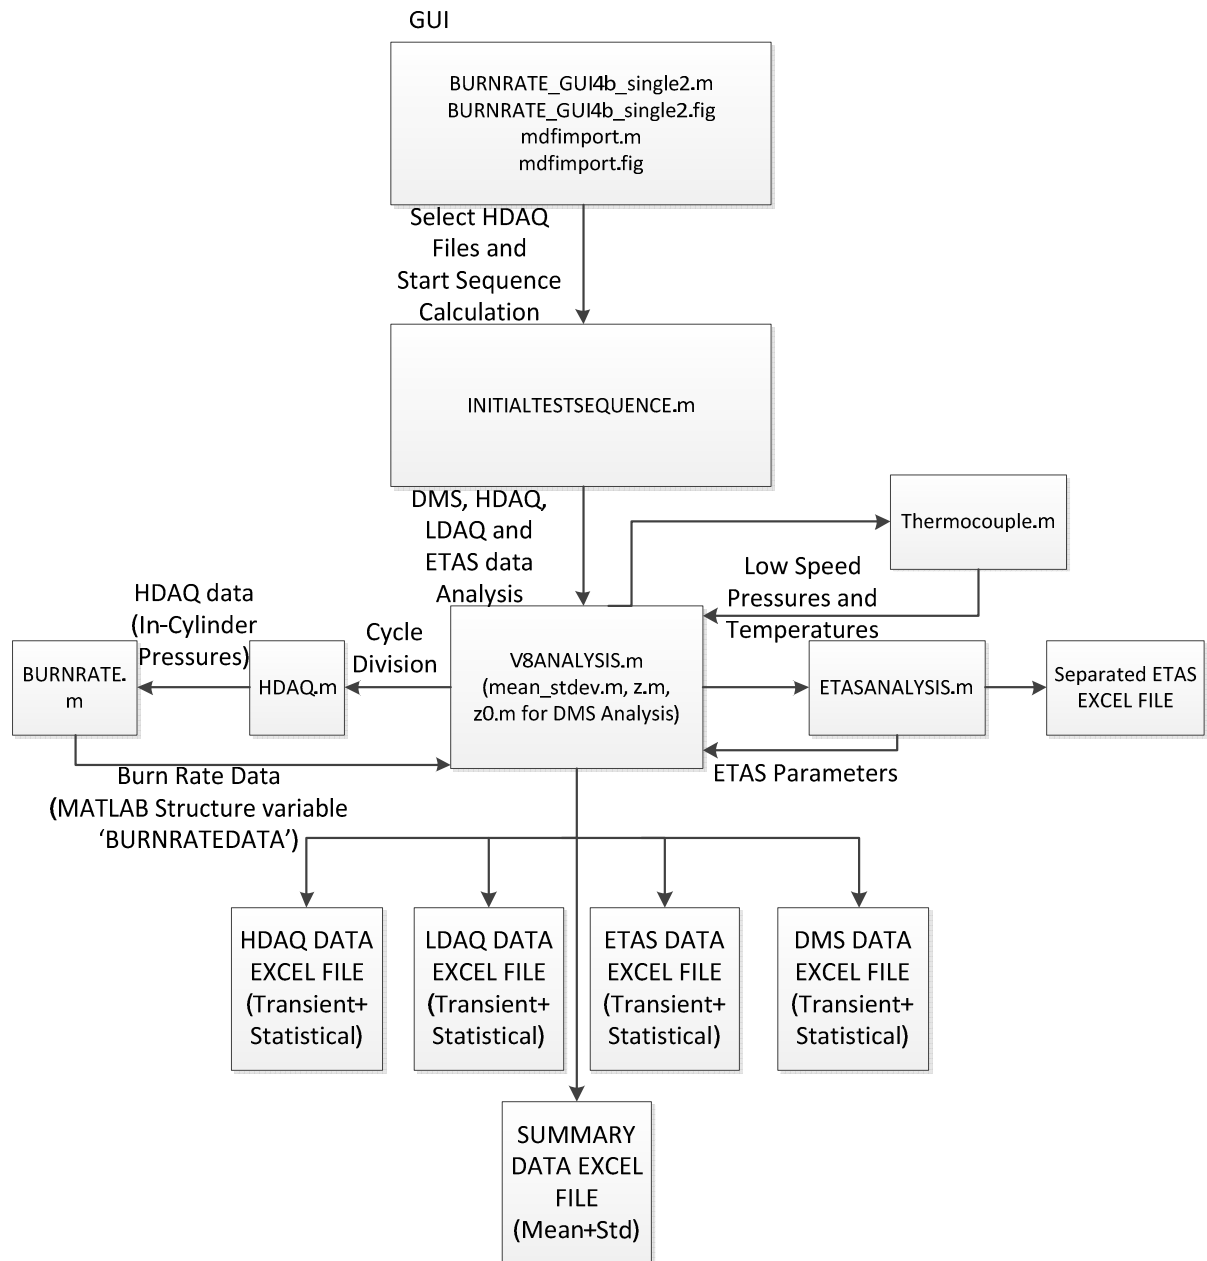 GUI
BURNRATE_GUI4b_single2.m
BURNRATE_GUI4b_single2.fig
mdfimport.m
mdfimport.fig
Select HDAQ
Files and
Start Sequence
Calculation
INITIALTESTSEQUENCE.m
DMS, HDAQ,
LDAQ and
ETAS data
Analysis
Thermocouple.m
Low Speed
Pressures and
Temperatures
HDAQ data
(In-Cylinder
Pressures)
Cycle
Division
BURNRATE.
m
HDAQ.m
V8ANALYSIS.m
(mean_stdev.m, z.m,
z0.m for DMS Analysis)
ETASANALYSIS.m
Separated ETAS
EXCEL FILE
ETAS Parameters
Burn Rate Data
(MATLAB Structure variable
‘BURNRATEDATA’)
HDAQ DATA
EXCEL FILE
(Transient+
Statistical)
LDAQ DATA
EXCEL FILE
(Transient+
Statistical)
ETAS DATA
EXCEL FILE
(Transient+
Statistical)
DMS DATA
EXCEL FILE
(Transient+
Statistical)
SUMMARY
DATA EXCEL
FILE
(Mean+Std)